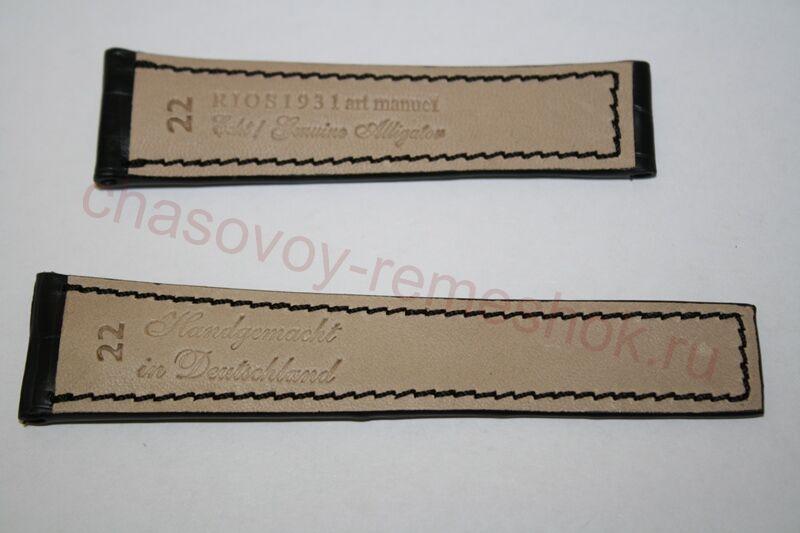 22
RIOS1931 art manuel
Echt / Genuine Alligator
chasovoy-remeshok.ru
22
Handgemacht
in Deutschland